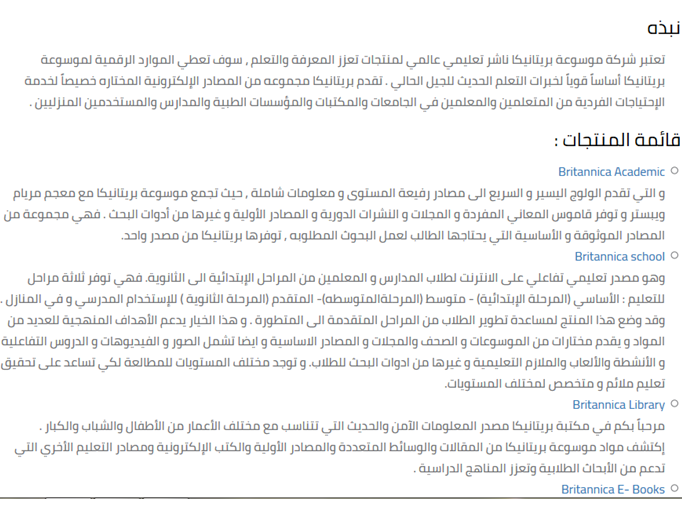 نبذه
تعتبر شركة موسوعة بريتانيكا ناشر تعليمي عالمي لمنتجات تعزز المعرفة والتعلم , سوف تعطي الموارد الرقمية لموسوعة
بريتانيكا أساساً قوياً لخبرات التعلم الحديث للجيل الحالي . تقدم بريتانيكا مجموعه من المصادر الإلكترونية المختاره خصيصاً لخدمة
الإحتياجات الفردية من المتعلمين والمعلمين في الجامعات والمكتبات والمؤسسات الطبية والمدارس والمستخدمين المنزليين .
قائمة المنتجات :
Britannica Academic
و التي تقدم الولوج اليسير و السريع الى مصادر رفيعة المستوى و معلومات شاملة , حيث تجمع موسوعة بريتانيكا مع معجم مريام
ويبستر و توفر قاموس المعاني المفردة و المجلات و النشرات الدورية و المصادر الأولية و غيرها من أدوات البحث . فهي مجموعة من
المصادر الموثوقة و الأساسية التي يحتاجها الطالب لعمل البحوث المطلوبه , توفرها بريتانيكا من مصدر واحد.
Britannica school
وهو مصدر تعليمي تفاعلي على الانترنت لطلاب المدارس و المعلمين من المراحل الإبتدائية الى الثانوية. فهي توفر ثلاثة مراحل
للتعليم : الأساسي (المرحلة الإبتدائية) - متوسط (المرحلةالمتوسطه)- المتقدم (المرحلة الثانوية ) للإستخدام المدرسي و في المنازل .
وقد وضع هذا المنتج لمساعدة تطوير الطلاب من المراحل المتقدمة الى المتطورة . و هذا الخيار يدعم الأهداف المنهجية للعديد من
المواد و يقدم مختارات من الموسوعات و الصحف والمجلات و المصادر الاساسية و ايضا تشمل الصور و الفيديوهات و الدروس التفاعلية
و الأنشطة والألعاب والملازم التعليمية و غيرها من ادوات البحث للطلاب. و توجد مختلف المستويات للمطالعة لكي تساعد على تحقيق
تعليم ملائم و متخصص لمختلف المستويات.
Britannica Library
مرحباً بكم في مكتبة بريتانيكا مصدر المعلومات الآمن والحديث التي تتناسب مع مختلف الأعمار من الأطفال والشباب والكبار .
إكتشف مواد موسوعة بريتانيكا من المقالات والوسائط المتعددة والمصادر الأولية والكتب الإلكترونية ومصادر التعليم الأخري التي
تدعم من الأبحاث الطلابية وتعزز المناهج الدراسية .
Britannica E- Books